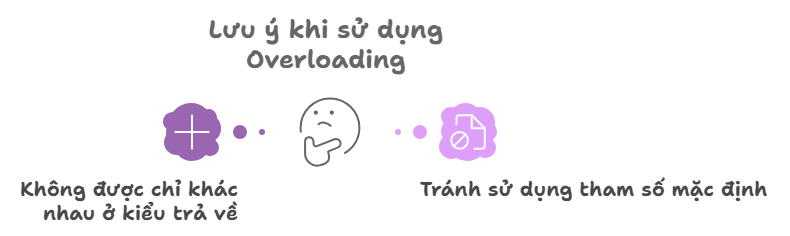 Lưu ý khi sử dụng
Overloading
Không được chỉ khác
nhau ở kiểu trả về
Tránh sử dụng tham số mặc định